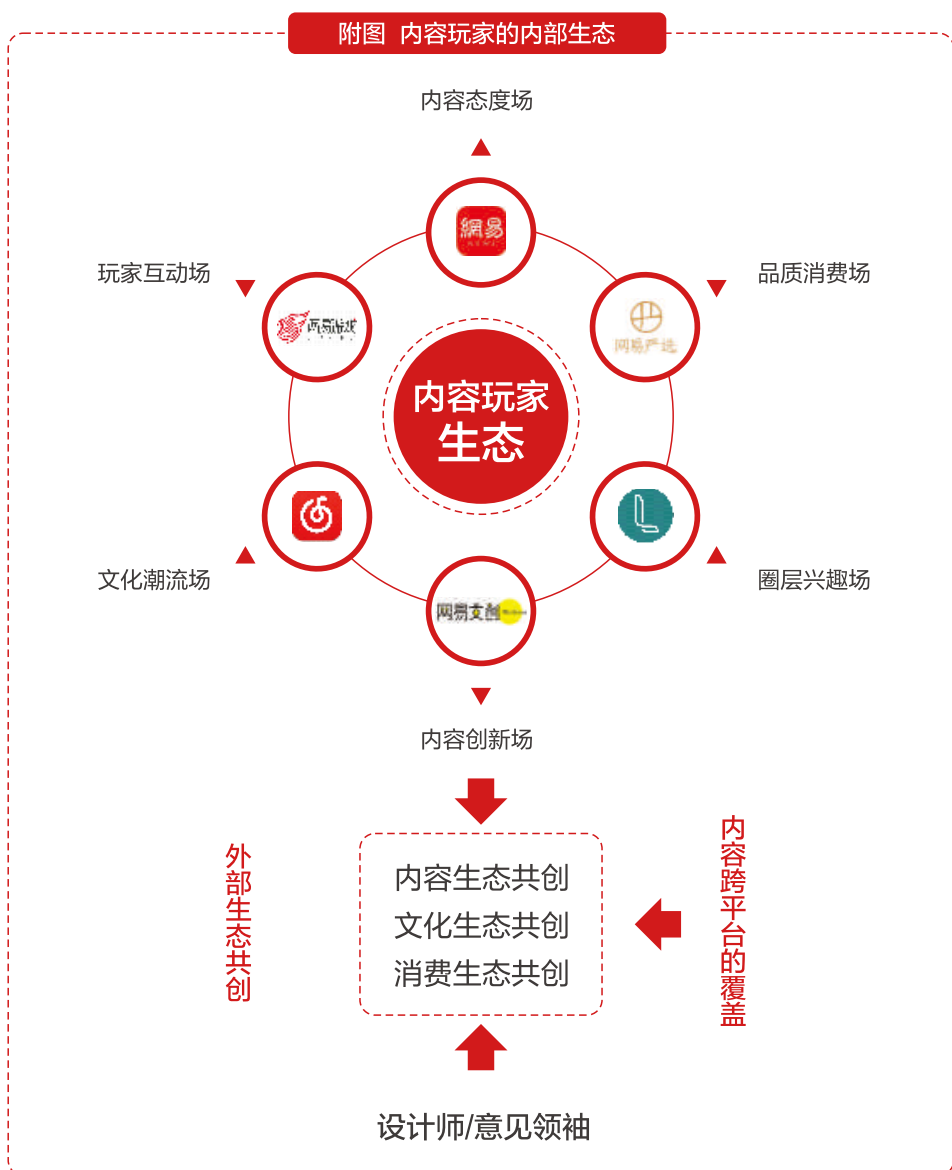 附图 内容玩家的内部生态
内容态度场
網易
玩家互动场
品质消费场
网易游戏
网易严选
内容玩家
生态
文化潮流场
圈层兴趣场
网易文创
内容创新场
外部生态共创
内容生态共创
文化生态共创
消费生态共创
内容跨平台的覆盖
设计师/意见领袖